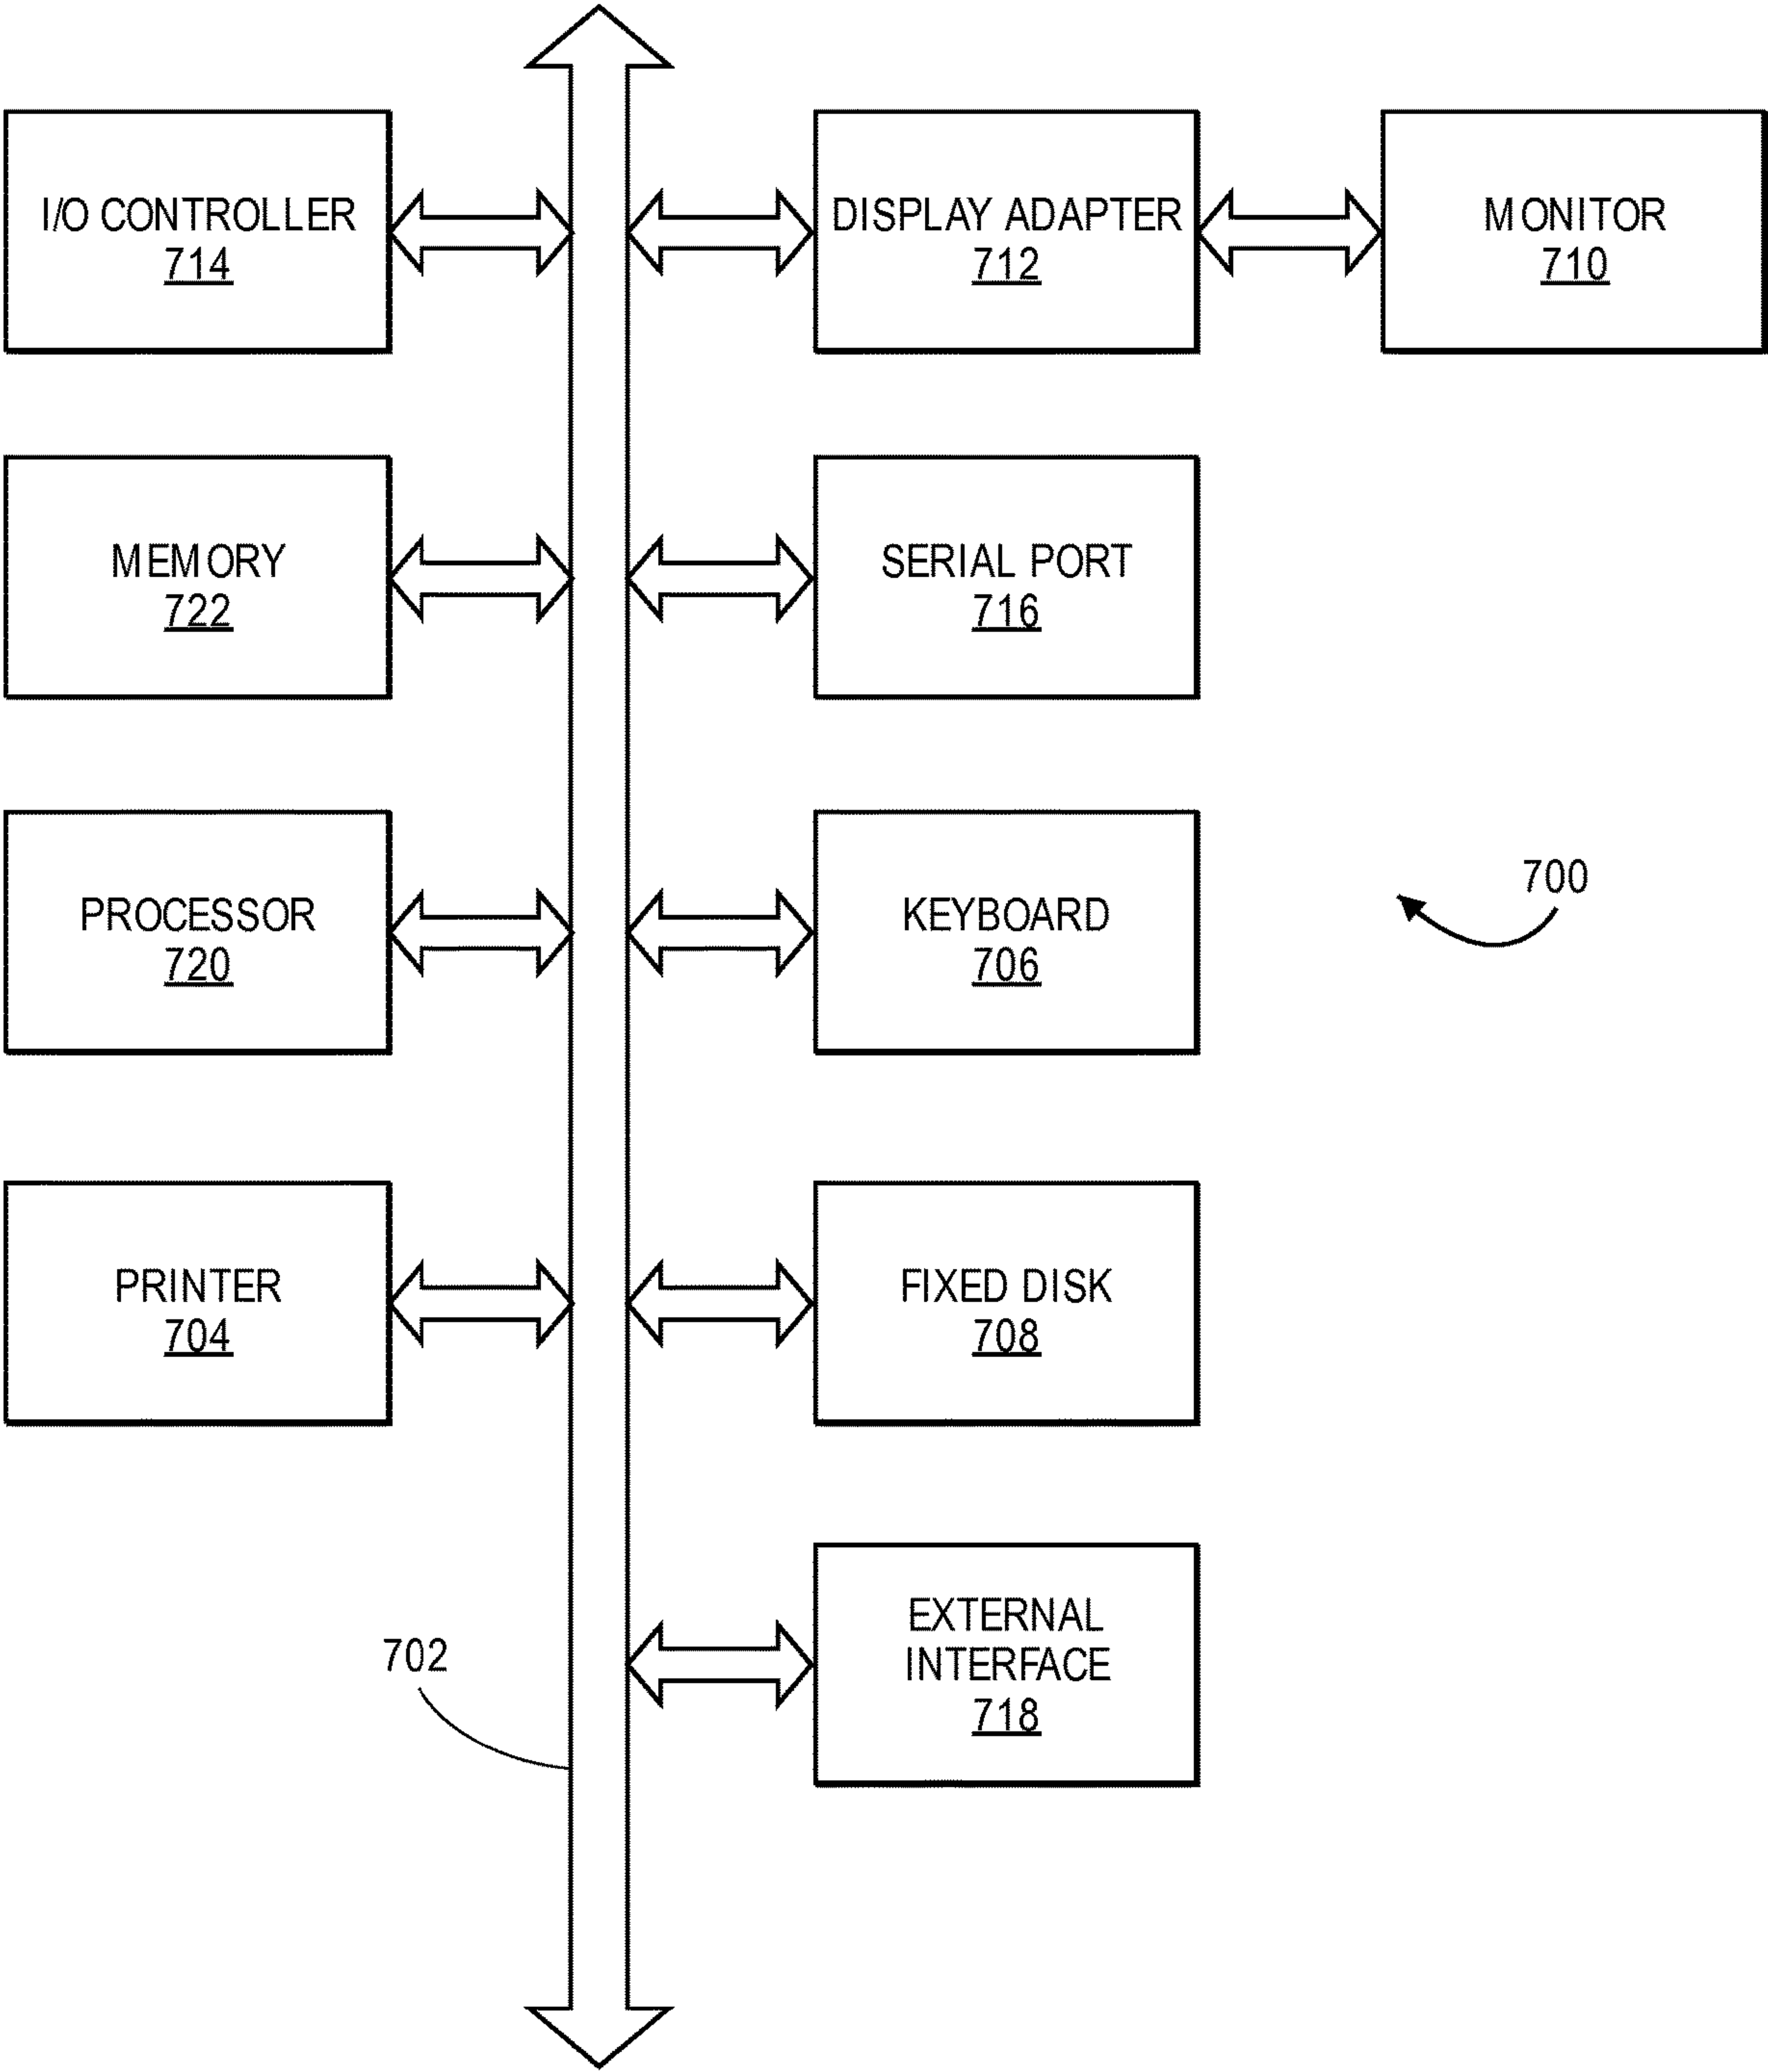 I/O CONTROLLER
714
DISPLAY ADAPTER
712
MONITOR
710
MEMORY
722
SERIAL PORT
716
PROCESSOR
720
KEYBOARD
706
700
PRINTER
704
FIXED DISK
708
702
EXTERNAL
INTERFACE
718